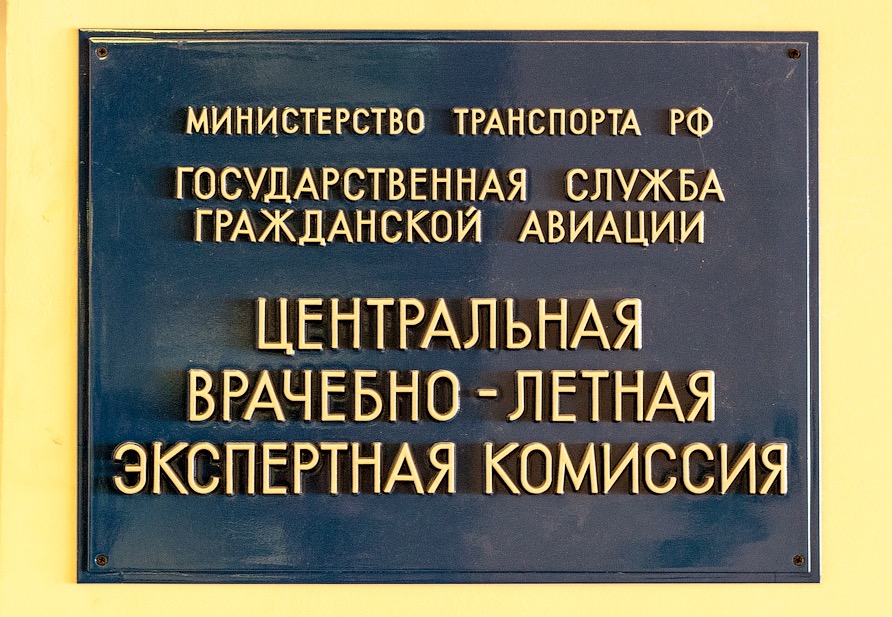 МИНИСТЕРСТВО ТРАНСПОРТА РФ
ГОСУДАРСТВЕННАЯ СЛУЖБА
ГРАЖДАНСКОЙ АВИАЦИИ
ЦЕНТРАЛЬНАЯ
ВРАЧЕБНО-ЛЕТНАЯ
ЭКСПЕРТНАЯ КОМИССИЯ